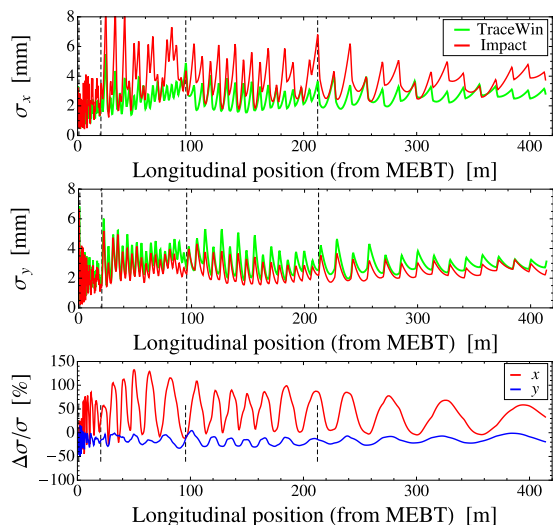 8
6
4
2
0
σx [mm]
TraceWin
Impact
0 100 200 300 400
Longitudinal position (from MEBT) [m]
8
6
4
2
0
σy [mm]
0 100 200 300 400
Longitudinal position (from MEBT) [m]
150
100
50
0
−50
−100
Δσ/σ [%]
x
y
0 100 200 300 400
Longitudinal position (from MEBT) [m]